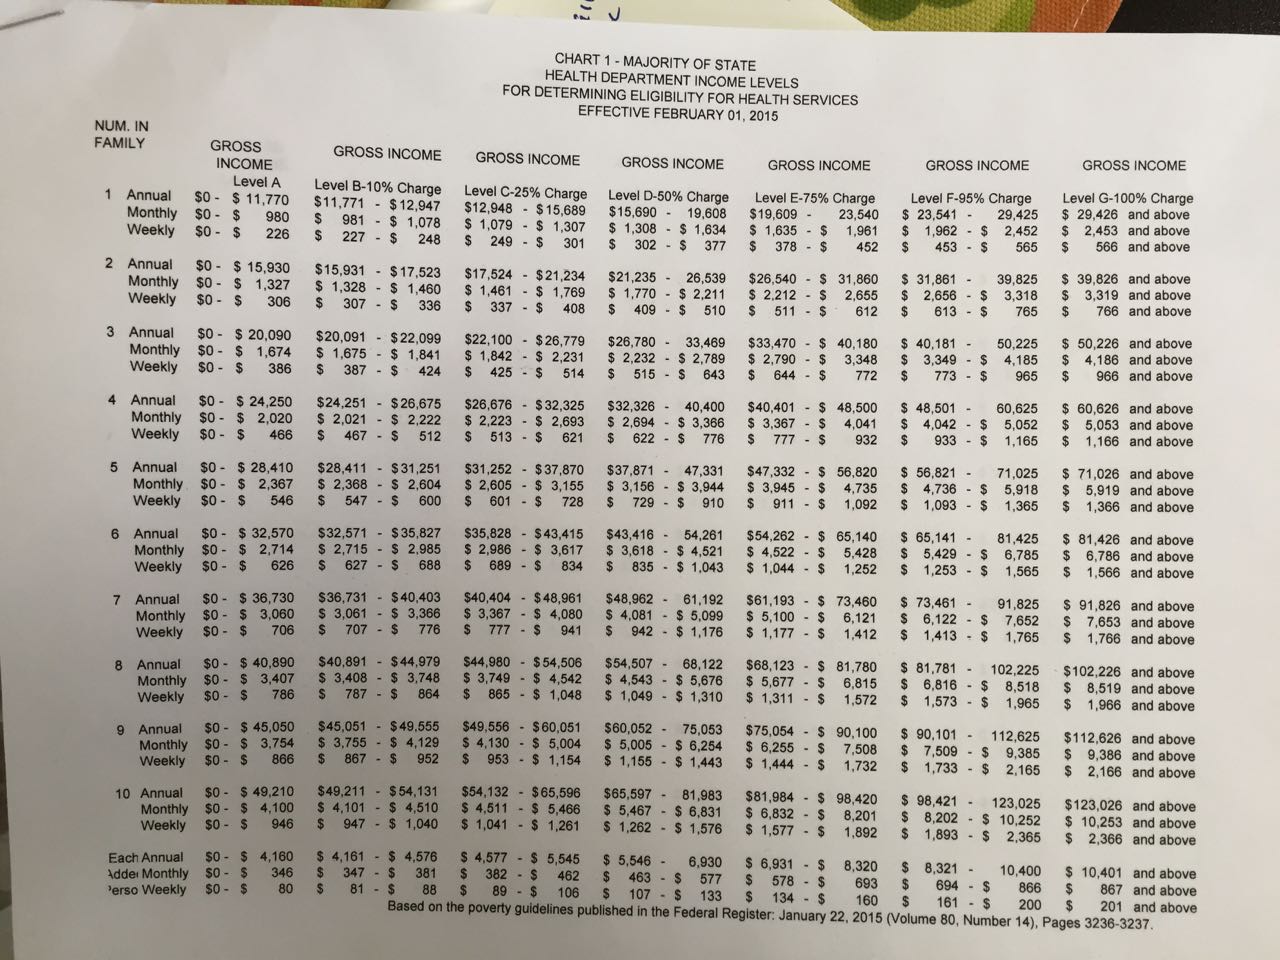 CHART 1 - MAJORITY OF STATE
HEALTH DEPARTMENT INCOME LEVELS
FOR DETERMINING ELIGIBILITY FOR HEALTH SERVICES
EFFECTIVE FEBRUARY 01, 2015
NUM. IN
FAMILY
GROSS INCOME GROSS INCOME GROSS INCOME GROSS INCOME GROSS INCOME GROSS INCOME GROSS INCOME
Level A Level B-10% Charge Level C-25% Charge Level D-50% Charge Level E-75% Charge Level F-95% Charge Level G-100% Charge
1 Annual $0 - $ 11,770 $11,771 - $12,947 $12,948 - $15,689 $15,690 - 19,608 $19,609 - 23,540 $ 23,541 - 29,425 $ 29,426 and above
Monthly $0 - $ 980 $ 981 - $ 1,078 $ 1,079 - $ 1,307 $ 1,308 - $ 1,634 $ 1,635 - $ 1,961 $ 1,962 - $ 2,452 $ 2,453 and above
Weekly $0 - $ 226 $ 227 - $ 248 $ 249 - $ 301 $ 302 - $ 377 $ 378 - $ 452 $ 453 - $ 565 $ 566 and above
2 Annual $0 - $ 15,930 $15,931 - $17,523 $17,524 - $21,234 $21,235 - 26,539 $26,540 - $ 31,860 $ 31,861 - 39,825 $ 39,826 and above
Monthly $0 - $ 1,327 $ 1,328 - $ 1,460 $ 1,461 - $ 1,769 $ 1,770 - $ 2,211 $ 2,212 - $ 2,655 $ 2,656 - $ 3,318 $ 3,319 and above
Weekly $0 - $ 306 $ 307 - $ 336 $ 337 - $ 408 $ 409 - $ 510 $ 511 - $ 612 $ 613 - $ 765 $ 766 and above
3 Annual $0 - $ 20,090 $20,091 - $22,099 $22,100 - $26,779 $26,780 - 33,469 $33,470 - $ 40,180 $ 40,181 - 50,225 $ 50,226 and above
Monthly $0 - $ 1,674 $ 1,675 - $ 1,841 $ 1,842 - $ 2,231 $ 2,232 - $ 2,789 $ 2,790 - $ 3,348 $ 3,349 - $ 4,185 $ 4,186 and above
Weekly $0 - $ 386 $ 387 - $ 424 $ 425 - $ 514 $ 515 - $ 643 $ 644 - $ 772 $ 773 - $ 965 $ 966 and above
4 Annual $0 - $ 24,250 $24,251 - $26,675 $26,676 - $32,325 $32,326 - 40,400 $40,401 - $ 48,500 $ 48,501 - 60,625 $ 60,626 and above
Monthly $0 - $ 2,020 $ 2,021 - $ 2,222 $ 2,223 - $ 2,693 $ 2,694 - $ 3,366 $ 3,367 - $ 4,041 $ 4,042 - $ 5,052 $ 5,053 and above
Weekly $0 - $ 466 $ 467 - $ 512 $ 513 - $ 621 $ 622 - $ 776 $ 777 - $ 932 $ 933 - $ 1,165 $ 1,166 and above
5 Annual $0 - $ 28,410 $28,411 - $31,251 $31,252 - $37,870 $37,871 - 47,331 $47,332 - $ 56,820 $ 56,821 - 71,025 $ 71,026 and above
Monthly $0 - $ 2,367 $ 2,368 - $ 2,604 $ 2,605 - $ 3,155 $ 3,156 - $ 3,944 $ 3,945 - $ 4,735 $ 4,736 - $ 5,918 $ 5,919 and above
Weekly $0 - $ 546 $ 547 - $ 600 $ 601 - $ 728 $ 729 - $ 910 $ 911 - $ 1,092 $ 1,093 - $ 1,365 $ 1,366 and above
6 Annual $0 - $ 32,570 $32,571 - $35,827 $35,828 - $43,415 $43,416 - 54,261 $54,262 - $ 65,140 $ 65,141 - 81,425 $ 81,426 and above
Monthly $0 - $ 2,714 $ 2,715 - $ 2,985 $ 2,986 - $ 3,617 $ 3,618 - $ 4,521 $ 4,522 - $ 5,428 $ 5,429 - $ 6,785 $ 6,786 and above
Weekly $0 - $ 626 $ 627 - $ 688 $ 689 - $ 834 $ 835 - $ 1,043 $ 1,044 - $ 1,252 $ 1,253 - $ 1,565 $ 1,566 and above
7 Annual $0 - $ 36,730 $36,731 - $40,403 $40,404 - $48,961 $48,962 - 61,192 $61,193 - $ 73,460 $ 73,461 - 91,825 $ 91,826 and above
Monthly $0 - $ 3,060 $ 3,061 - $ 3,366 $ 3,367 - $ 4,080 $ 4,081 - $ 5,099 $ 5,100 - $ 6,121 $ 6,122 - $ 7,652 $ 7,653 and above
Weekly $0 - $ 706 $ 707 - $ 776 $ 777 - $ 941 $ 942 - $ 1,176 $ 1,177 - $ 1,412 $ 1,413 - $ 1,765 $ 1,766 and above
8 Annual $0 - $ 40,890 $40,891 - $44,979 $44,980 - $54,506 $54,507 - 68,122 $68,123 - $ 81,780 $ 81,781 - 102,225 $102,226 and above
Monthly $0 - $ 3,407 $ 3,408 - $ 3,748 $ 3,749 - $ 4,542 $ 4,543 - $ 5,676 $ 5,677 - $ 6,815 $ 6,816 - $ 8,518 $ 8,519 and above
Weekly $0 - $ 786 $ 787 - $ 864 $ 865 - $ 1,048 $ 1,049 - $ 1,310 $ 1,311 - $ 1,572 $ 1,573 - $ 1,965 $ 1,966 and above
9 Annual $0 - $ 45,050 $45,051 - $49,555 $49,556 - $60,051 $60,052 - 75,053 $75,054 - $ 90,100 $ 90,101 - 112,625 $112,626 and above
Monthly $0 - $ 3,754 $ 3,755 - $ 4,129 $ 4,130 - $ 5,004 $ 5,005 - $ 6,254 $ 6,255 - $ 7,508 $ 7,509 - $ 9,385 $ 9,386 and above
Weekly $0 - $ 866 $ 867 - $ 952 $ 953 - $ 1,154 $ 1,155 - $ 1,443 $ 1,444 - $ 1,732 $ 1,733 - $ 2,165 $ 2,166 and above
10 Annual $0 - $ 49,210 $49,211 - $54,131 $54,132 - $65,596 $65,597 - 81,983 $81,984 - $ 98,420 $ 98,421 - 123,025 $123,026 and above
Monthly $0 - $ 4,100 $ 4,101 - $ 4,510 $ 4,511 - $ 5,466 $ 5,467 - $ 6,831 $ 6,832 - $ 8,201 $ 8,202 - $ 10,252 $ 10,253 and above
Weekly $0 - $ 946 $ 947 - $ 1,040 $ 1,041 - $ 1,261 $ 1,262 - $ 1,576 $ 1,577 - $ 1,892 $ 1,893 - $ 2,365 $ 2,366 and above
Each Annual $0 - $ 4,160 $ 4,161 - $ 4,576 $ 4,577 - $ 5,545 $ 5,546 - 6,930 $ 6,931 - $ 8,320 $ 8,321 - 10,400 $ 10,401 and above
Adder Monthly $0 - $ 346 $ 347 - $ 381 $ 382 - $ 462 $ 463 - $ 577 $ 578 - $ 693 $ 694 - $ 866 $ 867 and above
Perso Weekly $0 - $ 80 $ 81 - $ 88 $ 89 - $ 106 $ 107 - $ 133 $ 134 - $ 160 $ 161 - $ 200 $ 201 and above
Based on the poverty guidelines published in the Federal Register: January 22, 2015 (Volume 80, Number 14), Pages 3236-3237.